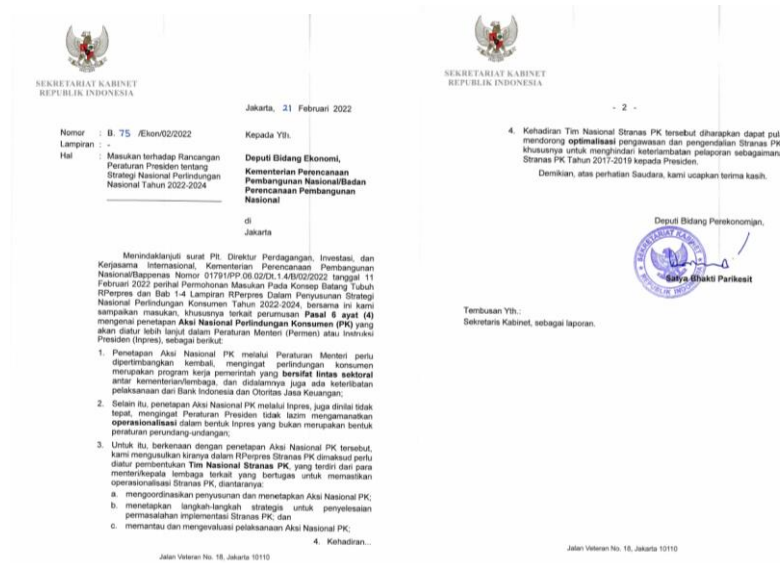 SEKRETARIAT KABINET
REPUBLIK INDONESIA
Jakarta, 21 Februari 2022
Nomor : B. 75 /Ekon/02/2022
Lampiran : -
Hal : Masukan terhadap Rancangan
Peraturan Presiden tentang
Strategi Nasional Perlindungan
Nasional Tahun 2022-2024
Kepada Yth.
Deputi Bidang Ekonomi,
Kementerian Perencanaan
Pembangunan Nasional/Badan
Perencanaan Pembangunan
Nasional
di
Jakarta
Menindaklanjuti surat Plt. Direktur Perdagangan, Investasi, dan
Kerjasama Internasional, Kementerian Perencanaan Pembangunan
Nasional/Bappenas Nomor 01791/PP.06.02/Dt.1.4/B/02/2022 tanggal 11
Februari 2022 perihal Permohonan Masukan Pada Konsep Batang Tubuh
RPerpres dan Bab 1-4 Lampiran RPerpres Dalam Penyusunan Strategi
Nasional Perlindungan Konsumen Tahun 2022-2024, bersama ini kami
sampaikan masukan, khususnya terkait perumusan Pasal 6 ayat (4)
mengenai penetapan Aksi Nasional Perlindungan Konsumen (PK) yang
akan diatur lebih lanjut dalam Peraturan Menteri (Permen) atau Instruksi
Presiden (Inpres), sebagai berikut:
1. Penetapan Aksi Nasional PK melalui Peraturan Menteri perlu
dipertimbangkan kembali, mengingat perlindungan konsumen
merupakan program kerja pemerintah yang bersifat lintas sektoral
antar kementerian/lembaga, dan didalamnya juga ada keterlibatan
pelaksanaan dari Bank Indonesia dan Otoritas Jasa Keuangan;
2. Selain itu, penetapan Aksi Nasional PK melalui Inpres, juga dinilai tidak
tepat, mengingat Peraturan Presiden tidak lazim mengamanatkan
operasionalisasi dalam bentuk Inpres yang bukan merupakan bentuk
peraturan perundang-undangan;
3. Untuk itu, berkenaan dengan penetapan Aksi Nasional PK tersebut,
kami mengusulkan kiranya dalam RPerpres Stranas PK dimaksud perlu
diatur pembentukan Tim Nasional Stranas PK, yang terdiri dari para
menteri/kepala lembaga terkait yang bertugas untuk memastikan
operasionalisasi Stranas PK, diantaranya:
a. mengoordinasikan penyusunan dan menetapkan Aksi Nasional PK;
b. menetapkan langkah-langkah strategis untuk penyelesaian
permasalahan implementasi Stranas PK; dan
c. memantau dan mengevaluasi pelaksanaan Aksi Nasional PK;
4. Kehadiran...
Jalan Veteran No. 18, Jakarta 10110
SEKRETARIAT KABINET
REPUBLIK INDONESIA
- 2 -
4. Kehadiran Tim Nasional Stranas PK tersebut diharapkan dapat pul
mendorong optimalisasi pengawasan dan pengendalian Stranas PK
khususnya untuk menghindari keterlambatan pelaporan sebagaiman
Stranas PK Tahun 2017-2019 kepada Presiden.
Demikian, atas perhatian Saudara, kami ucapkan terima kasih.
Deputi Bidang Perekonomian,
SEKRETARIAT KABINET
REPUBLIK INDONESIA
Satya Bhakti Parikesit
Tembusan Yth.:
Sekretaris Kabinet, sebagai laporan.
Jalan Veteran No. 18, Jakarta 10110